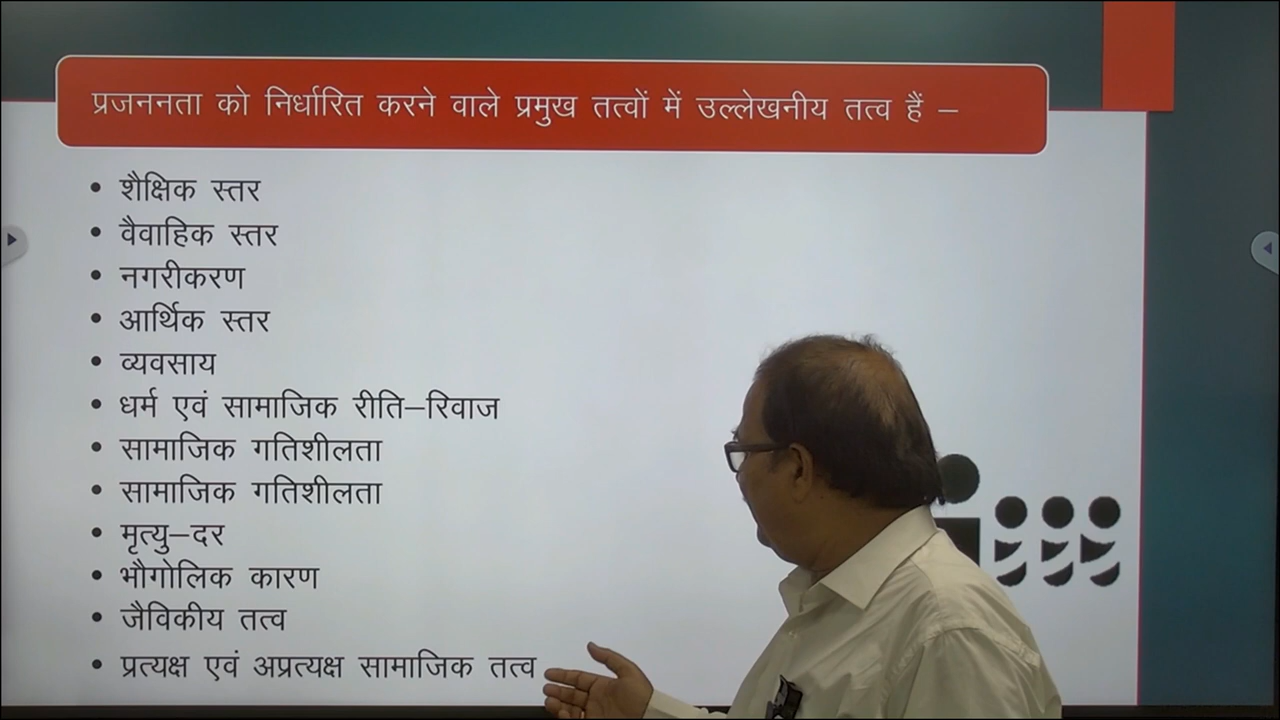 प्रजननता को निर्धारित करने वाले प्रमुख तत्वों में उल्लेखनीय तत्व हैं –
• शैक्षिक स्तर
• वैवाहिक स्तर
• नगरीकरण
• आर्थिक स्तर
• व्यवसाय
• धर्म एवं सामाजिक रीति–रिवाज
• सामाजिक गतिशीलता
• सामाजिक गतिशीलता
• मृत्यु–दर
• भौगोलिक कारण
• जैविकीय तत्व
• प्रत्यक्ष एवं अप्रत्यक्ष सामाजिक तत्व